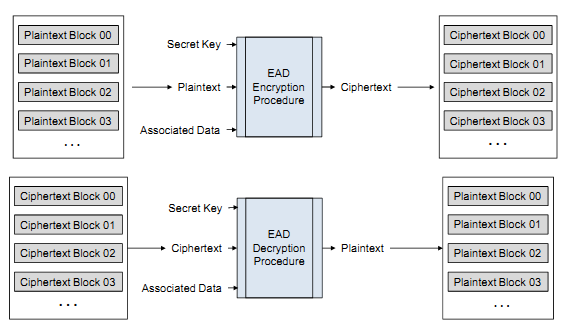 Plaintext Block 00
Plaintext Block 01
Plaintext Block 02
Plaintext Block 03
...
Secret Key
Plaintext
Associated Data
EAD
Encryption
Procedure
Ciphertext
Ciphertext Block 00
Ciphertext Block 01
Ciphertext Block 02
Ciphertext Block 03
...
Ciphertext Block 00
Ciphertext Block 01
Ciphertext Block 02
Ciphertext Block 03
...
Secret Key
Ciphertext
Associated Data
EAD
Decryption
Procedure
Plaintext
Plaintext Block 00
Plaintext Block 01
Plaintext Block 02
Plaintext Block 03
...